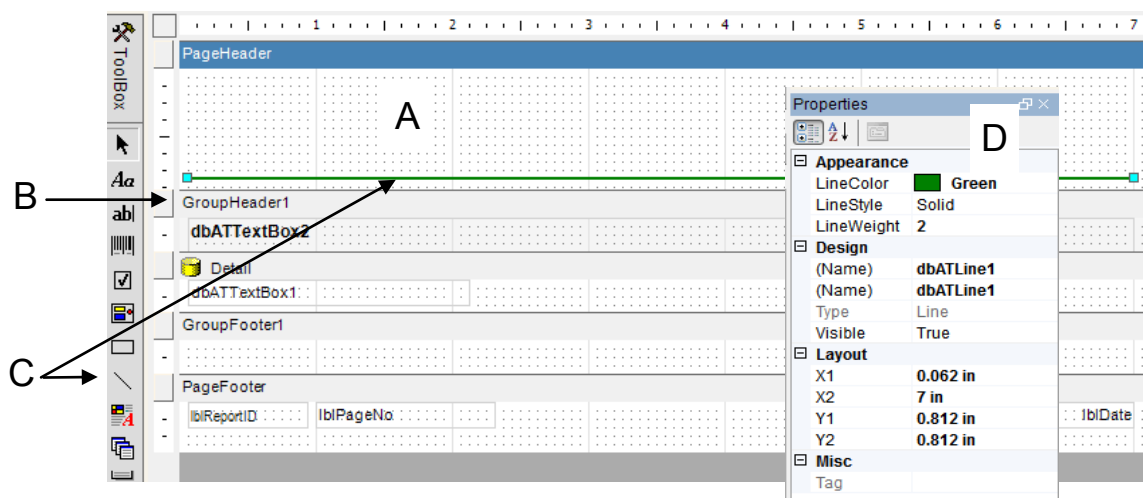 ToolBox
1 2 3 4 5 6 7
PageHeader
A
Properties
D
A
Z
Appearance
LineColor Green
LineStyle Solid
LineWeight 2
Design
(Name) dbATLine1
(Name) dbATLine1
Type Line
Visible True
Layout
X1 0.062 in
X2 7 in
Y1 0.812 in
Y2 0.812 in
Misc
Tag
Aa
ab
A
B
GroupHeader1
dbATTextBox2
Detail
dbATTextBox1
GroupFooter1
C
PageFooter
lblReportID lblPageNo lblDate